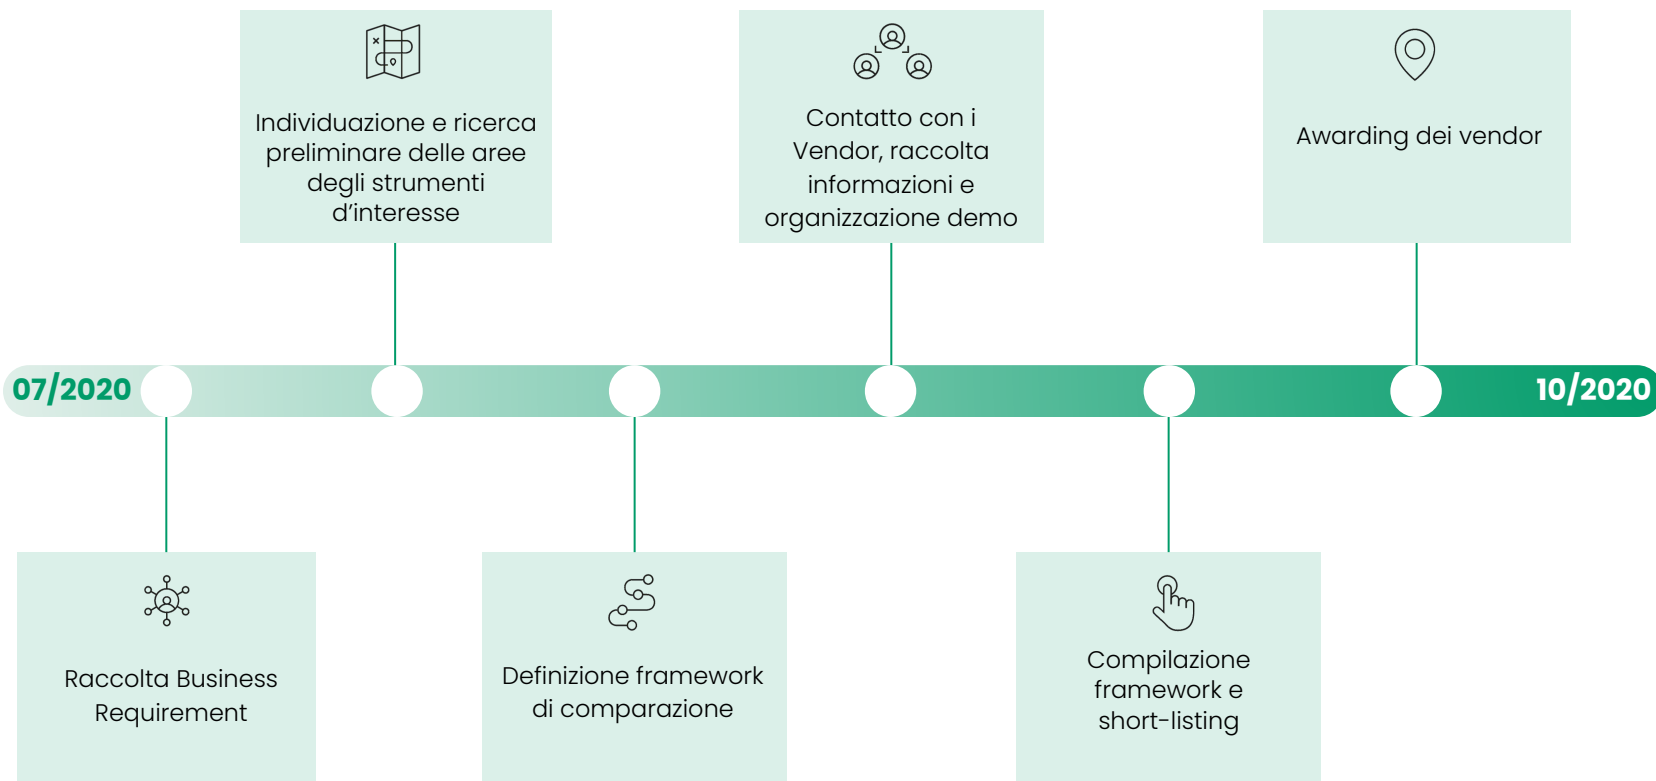 Individuazione e ricerca
preliminare delle aree
degli strumenti
d’interesse
Contatto con i
Vendor, raccolta
informazioni e
organizzazione demo
Awarding dei vendor
07/2020
10/2020
Raccolta Business
Requirement
Definizione framework
di comparazione
Compilazione
framework e
short-listing